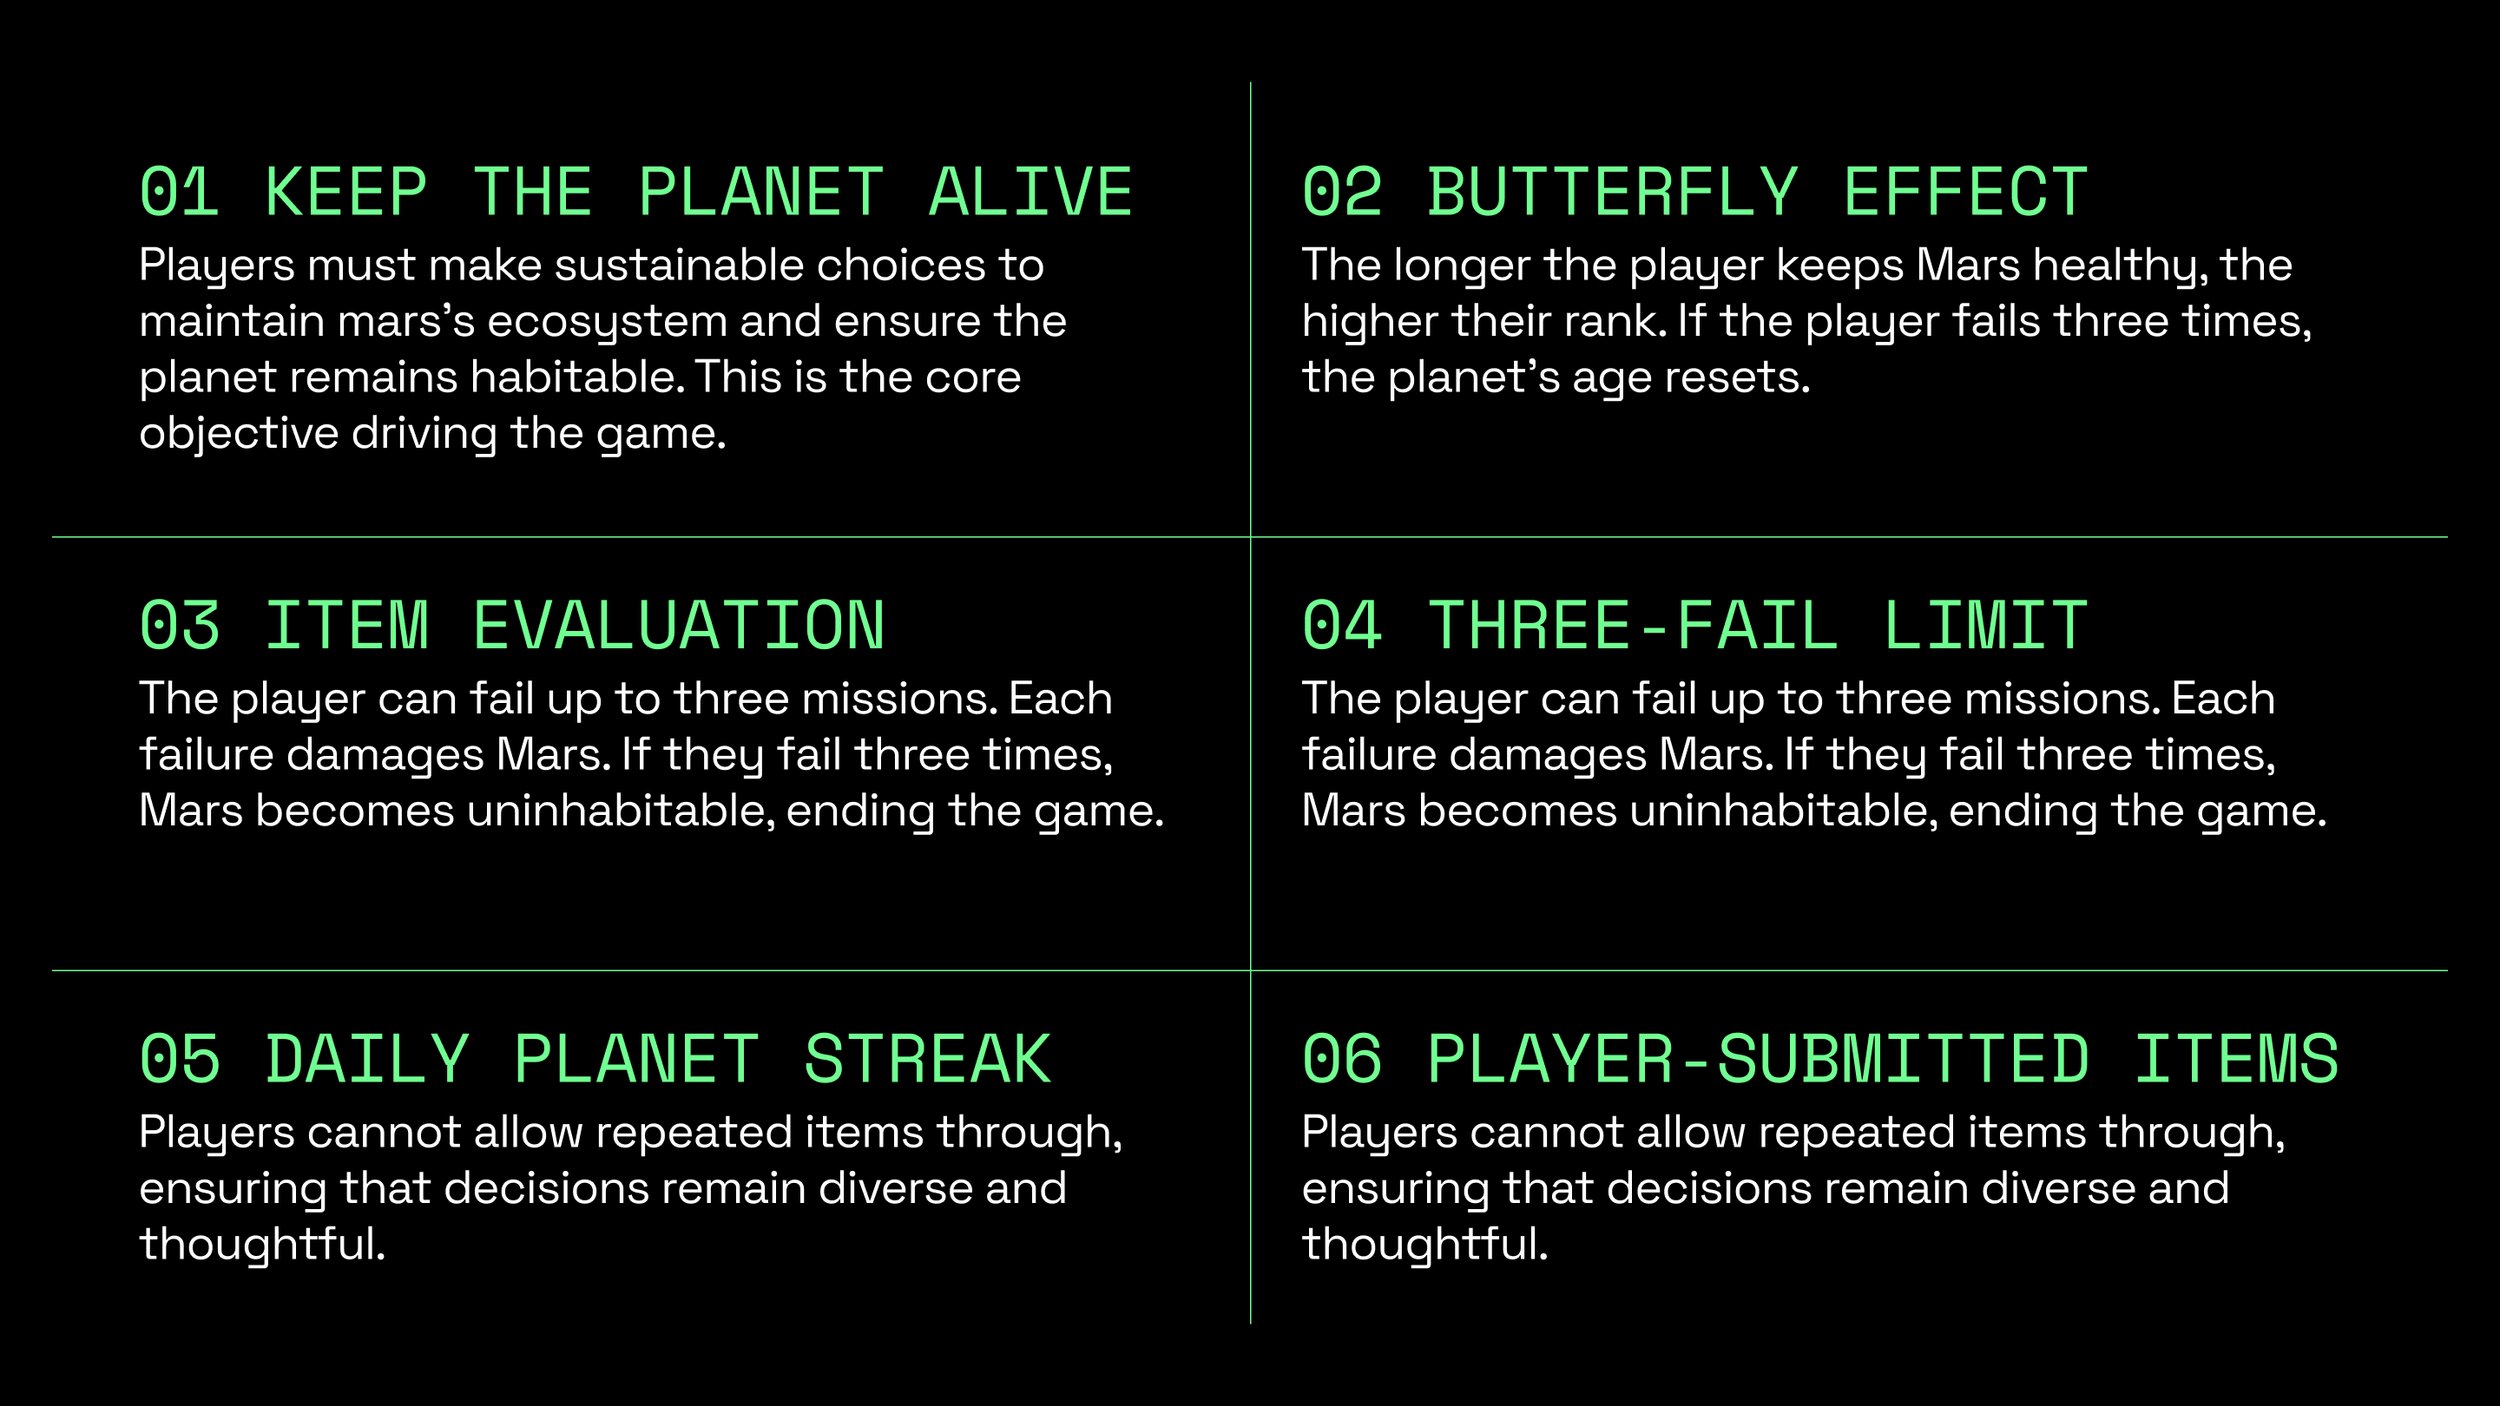 01 KEEP THE PLANET ALIVE
Players must make sustainable choices to
maintain mars’s ecosystem and ensure the
planet remains habitable. This is the core
objective driving the game.
02 BUTTERFLY EFFECT
The longer the player keeps Mars healthy, the
higher their rank. If the player fails three times,
the planet’s age resets.
03 ITEM EVALUATION
The player can fail up to three missions. Each
failure damages Mars. If they fail three times,
Mars becomes uninhabitable, ending the game.
04 THREE-FAIL LIMIT
The player can fail up to three missions. Each
failure damages Mars. If they fail three times,
Mars becomes uninhabitable, ending the game.
05 DAILY PLANET STREAK
Players cannot allow repeated items through,
ensuring that decisions remain diverse and
thoughtful.
06 PLAYER-SUBMITTED ITEMS
Players cannot allow repeated items through,
ensuring that decisions remain diverse and
thoughtful.